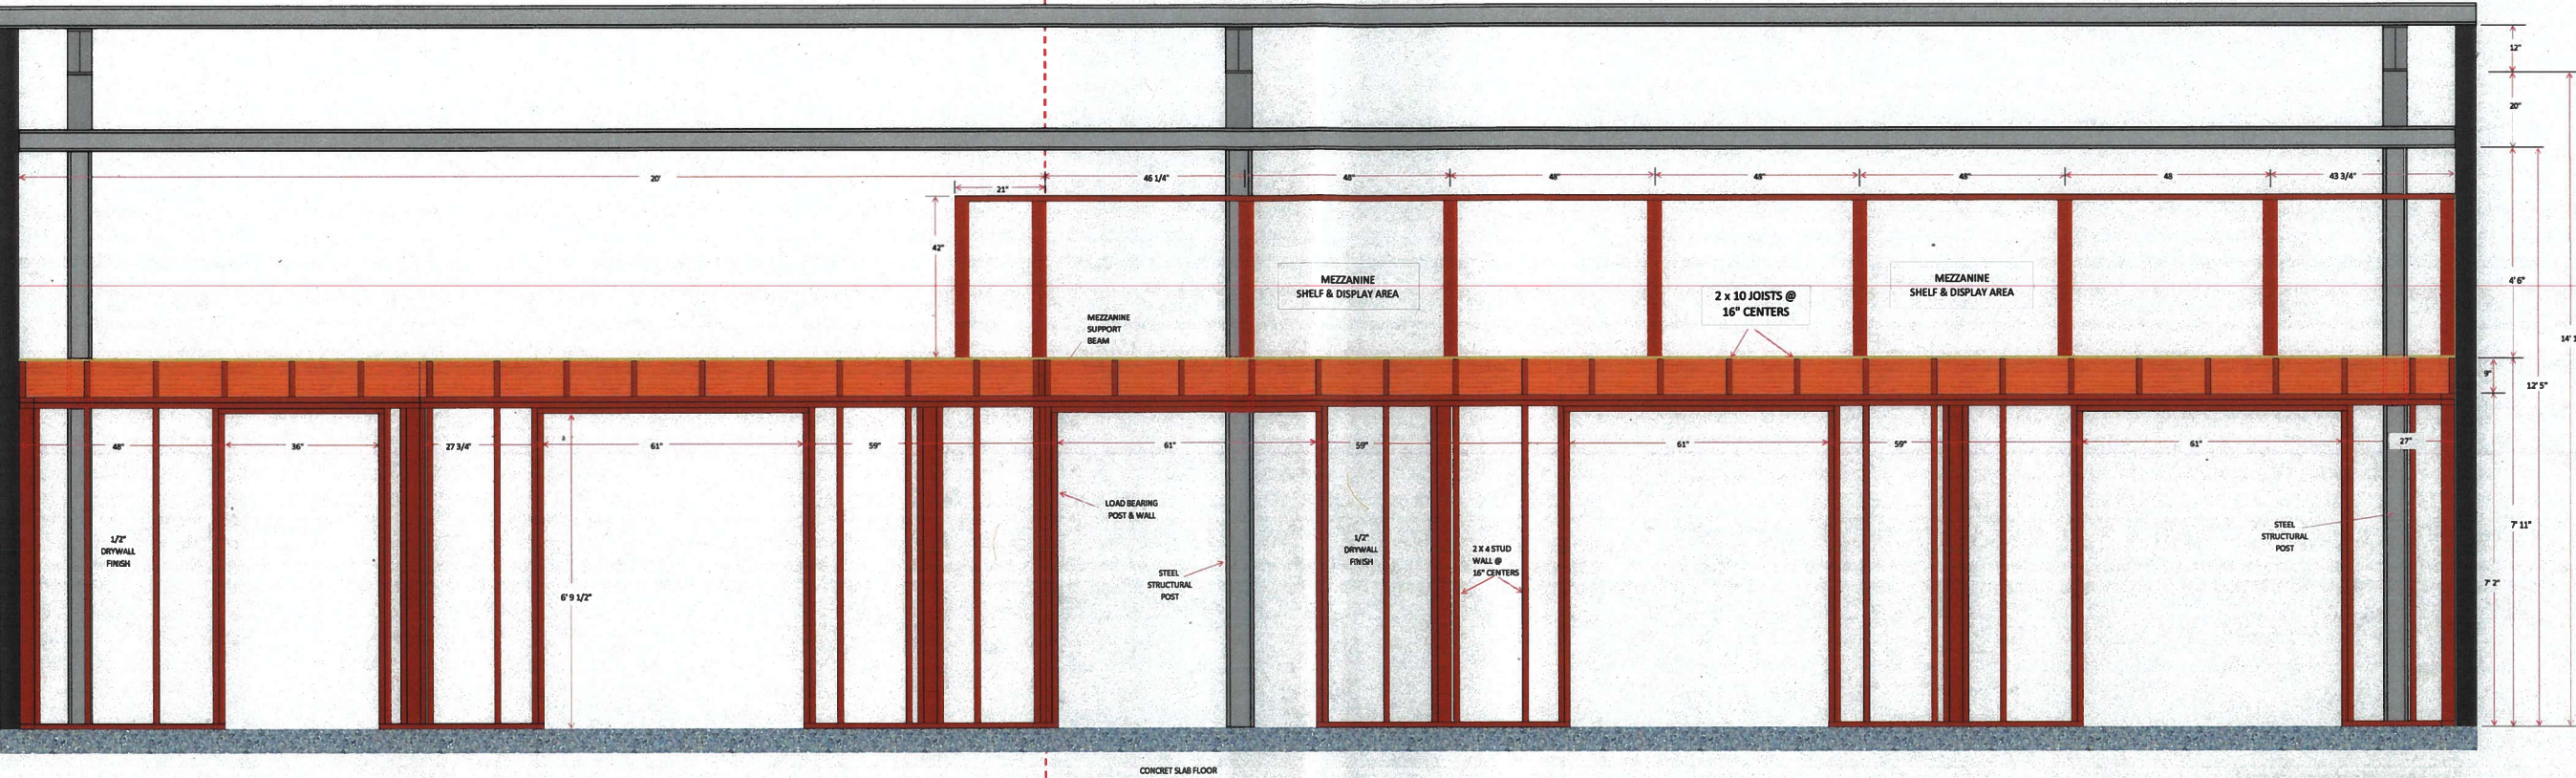 12"
20"
20'
46 1/4"
48"
48"
48"
48"
48
43 3/4"
21"
42"
MEZZANINE
SHELF & DISPLAY AREA
2 x 10 JOISTS @
16" CENTERS
MEZZANINE
SHELF & DISPLAY AREA
4' 6"
MEZZANINE
SUPPORT
BEAM
9"
12' 5"
48"
36"
27 3/4"
61"
59"
61"
59"
61"
59"
61"
27"
LOAD BEARING
POST & WALL
STEEL
STRUCTURAL
POST
7' 11"
1/2"
DRYWALL
FINISH
1/2"
DRYWALL
FINISH
2 X 4 STUD
WALL @
16" CENTERS
STEEL
STRUCTURAL
POST
7' 2"
6' 9 1/2"
CONCRET SLAB FLOOR